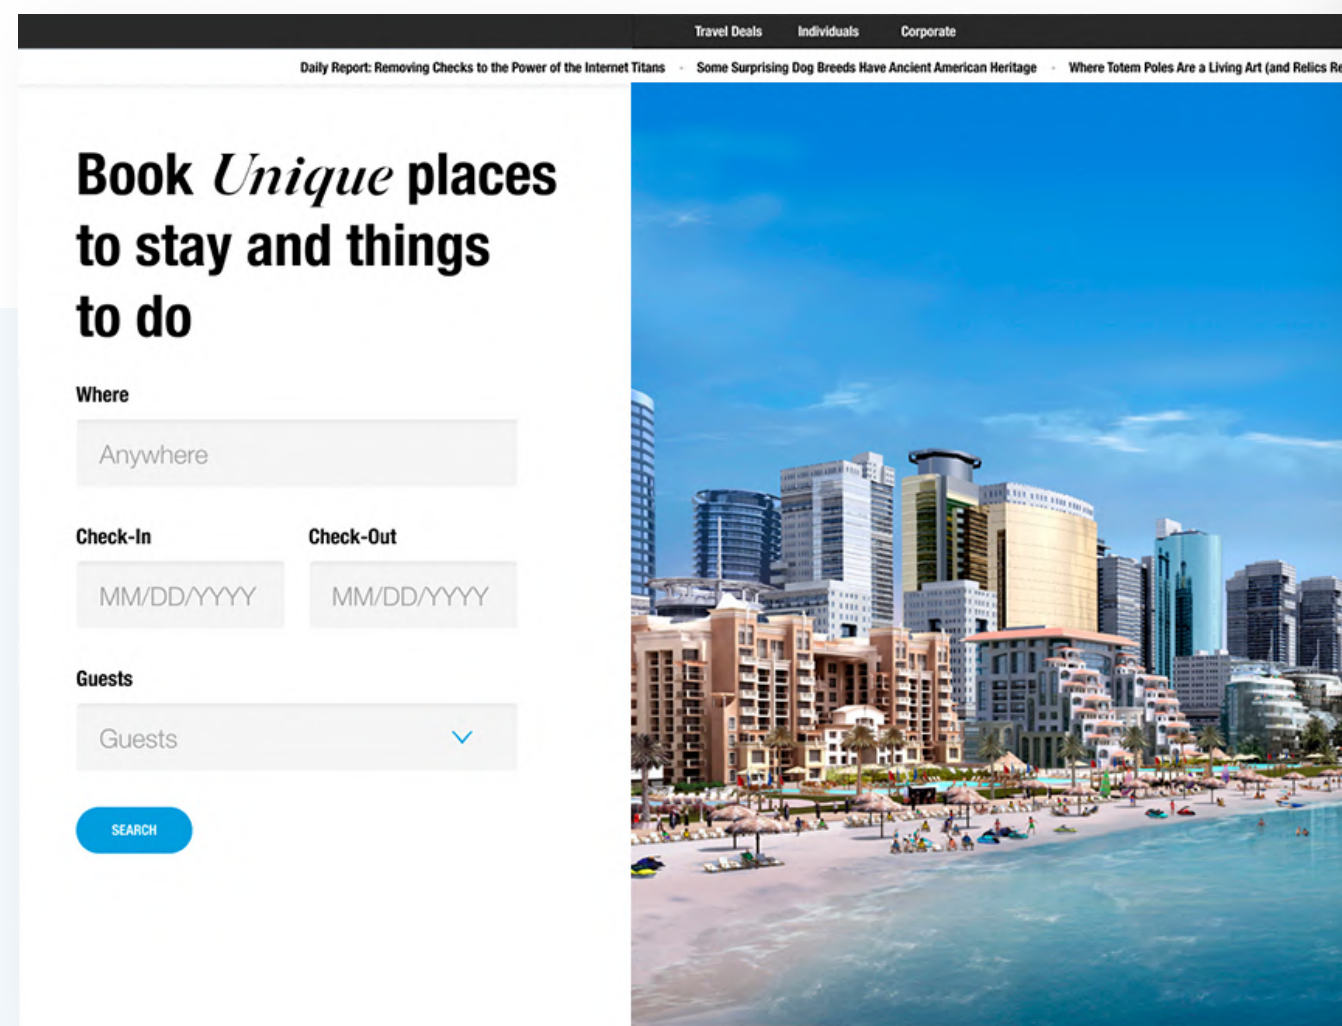 Travel Deals Individuals Corporate
Daily Report: Removing Checks to the Power of the Internet Titans - Some Surprising Dog Breeds Have Ancient American Heritage - Where Totem Poles Are a Living Art (and Relics Re
Book Unique places
to stay and things
to do
Where
Anywhere
Check-In Check-Out
MM/DD/YYYY MM/DD/YYYY
Guests
Guests
SEARCH